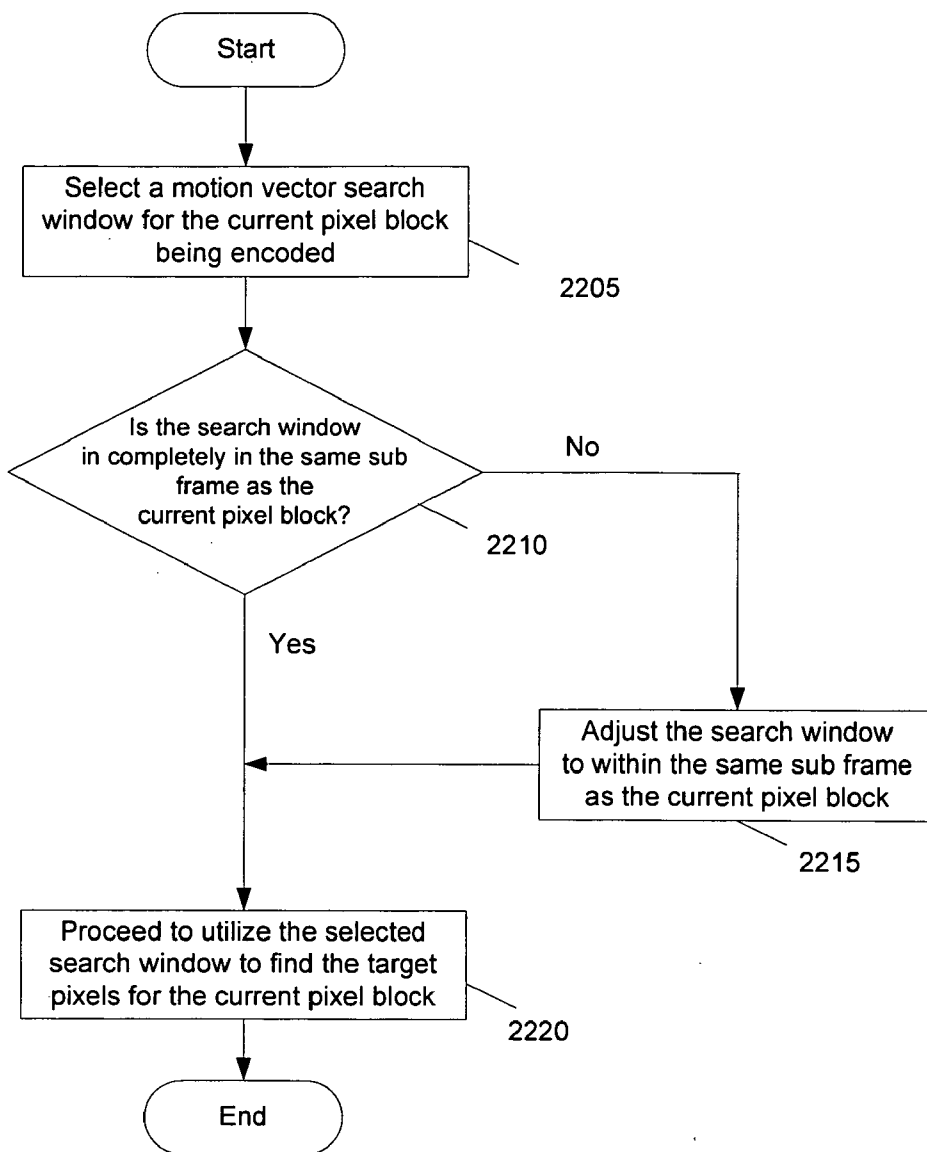 Start
Select a motion vector search
window for the current pixel block
being encoded
2205
Is the search window
in completely in the same sub
frame as the
current pixel block?
No
2210
Yes
Adjust the search window
to within the same sub frame
as the current pixel block
2215
Proceed to utilize the selected
search window to find the target
pixels for the current pixel block
2220
End